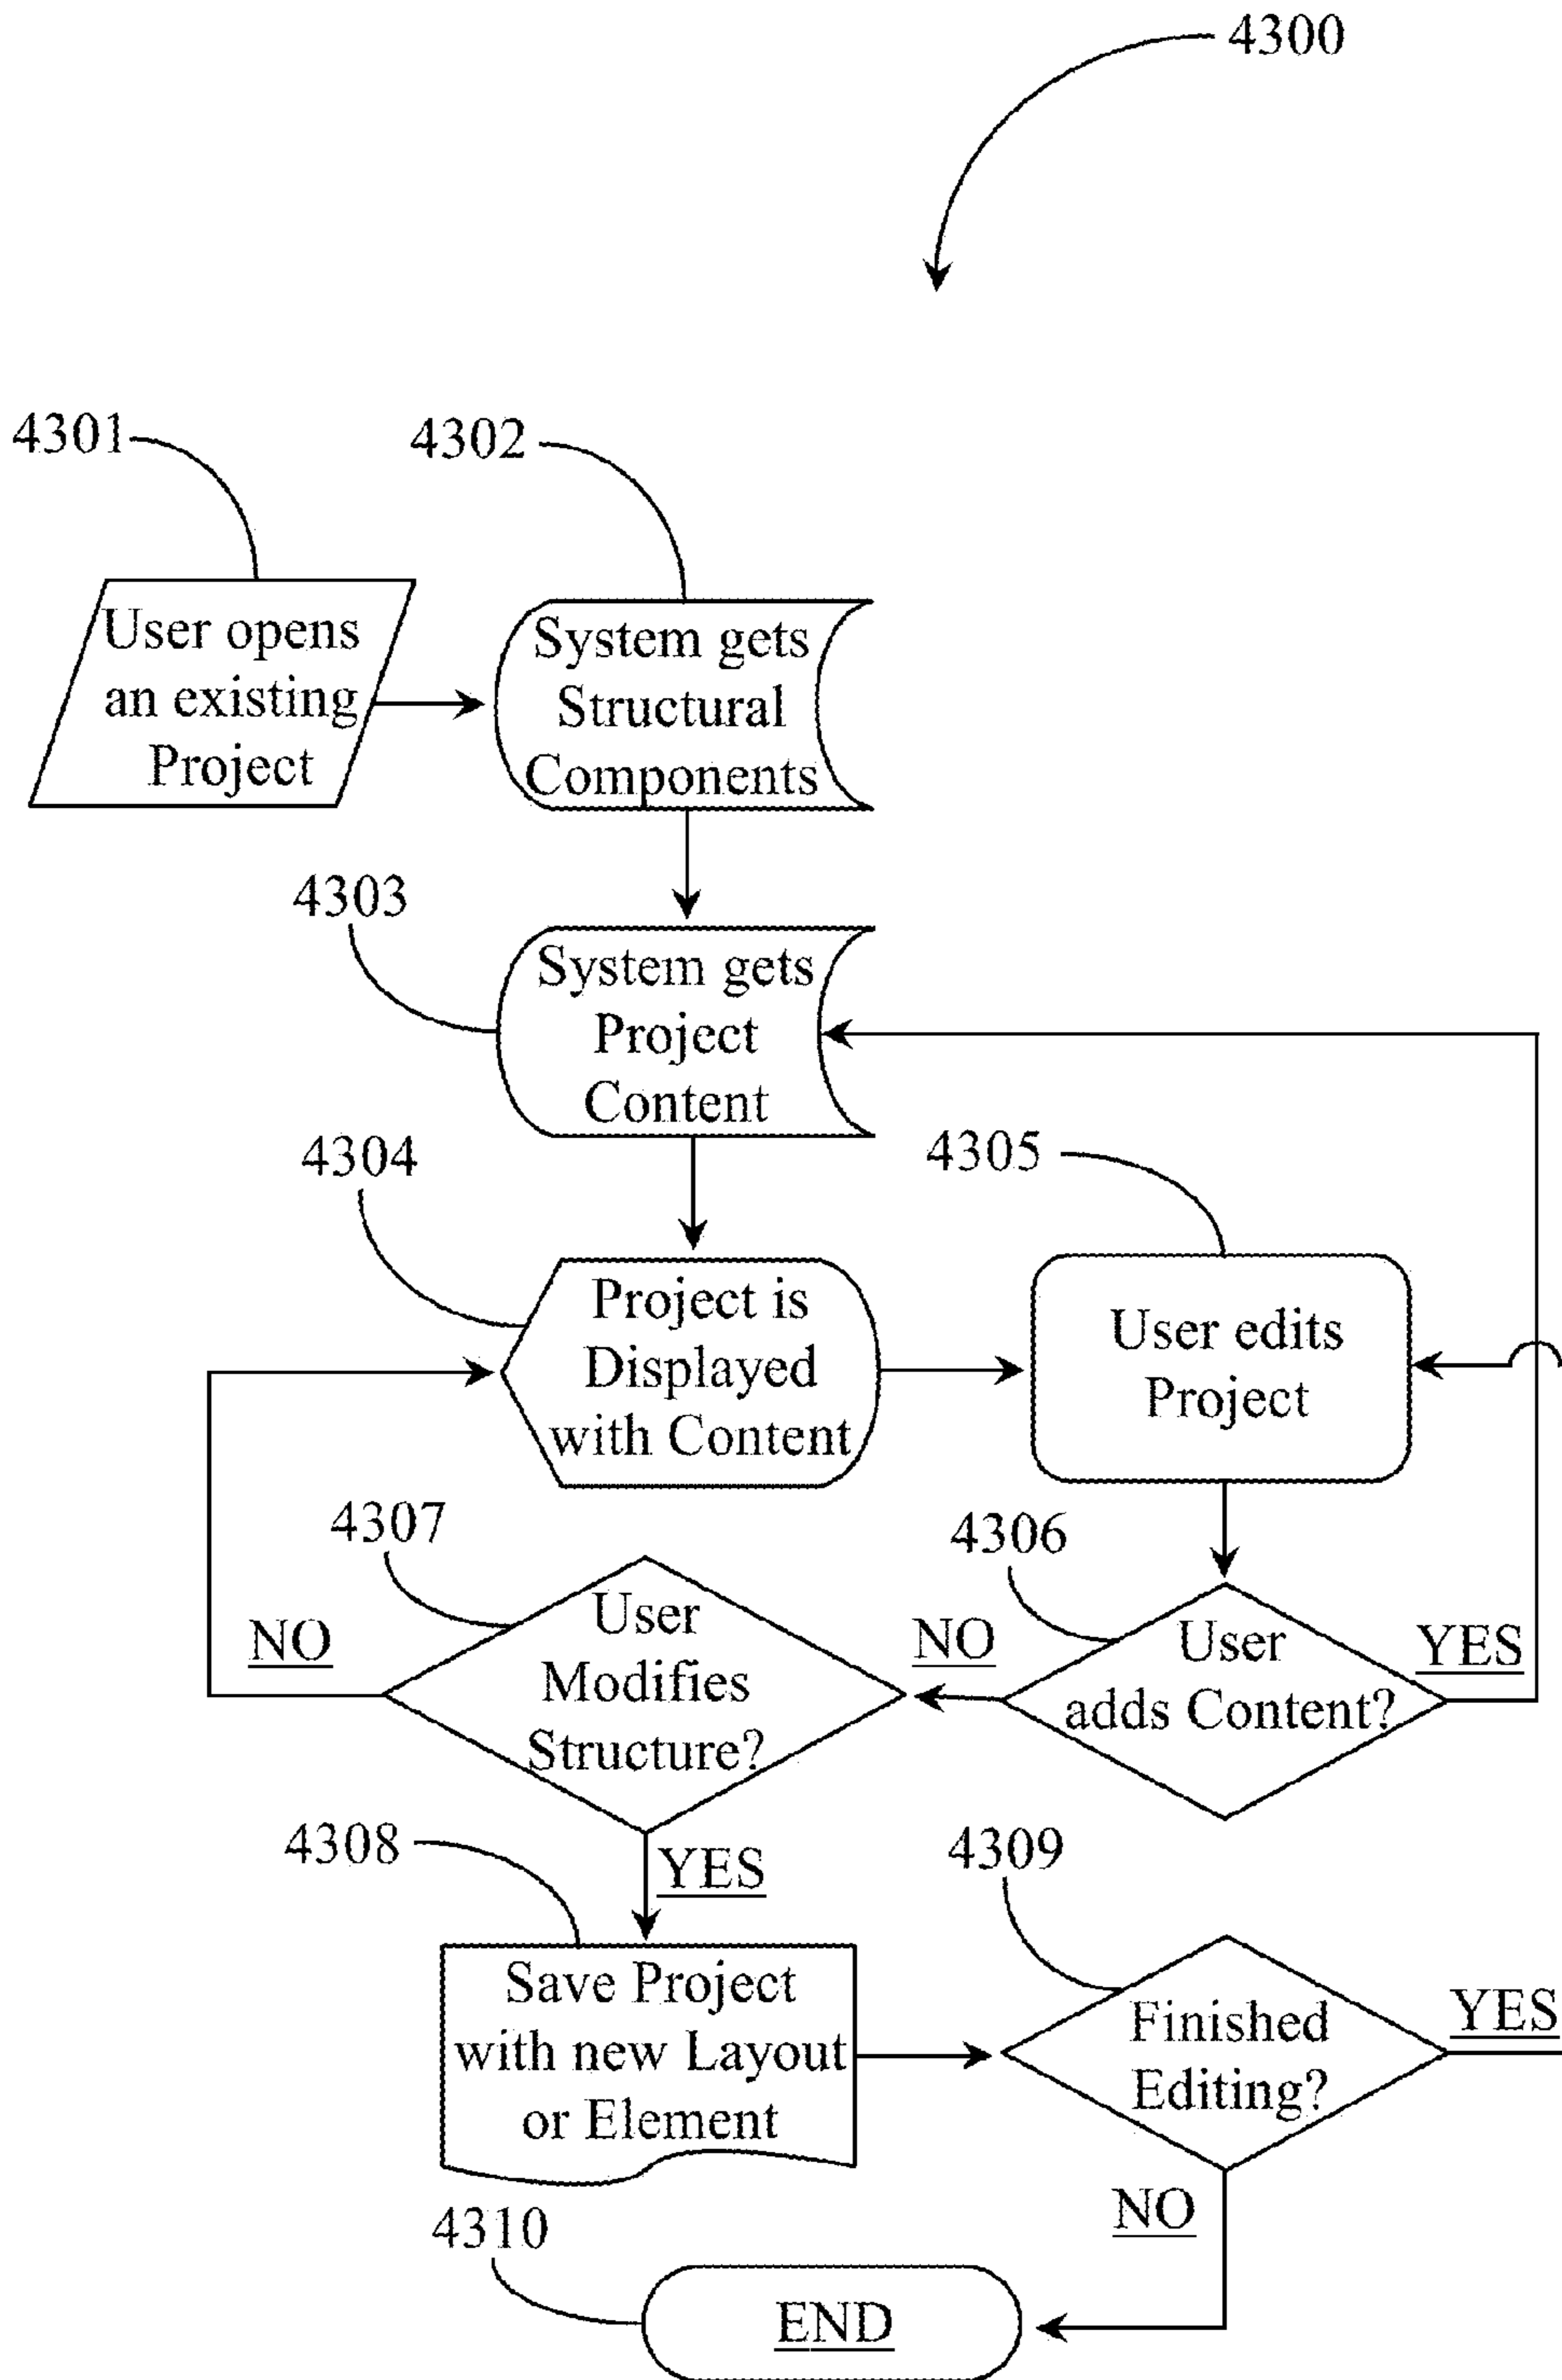 4300
4301
4302
User opens
an existing
Project
System gets
Structural
Components
4303
System gets
Project
Content
4304
4305
Project is
Displayed
with Content
User edits
Project
4307
4306
NO
User
Modifies
Structure?
NO
User
adds Content?
YES
4308
YES
4309
Save Project
with new Layout
or Element
Finished
Editing?
YES
NO
4310
END